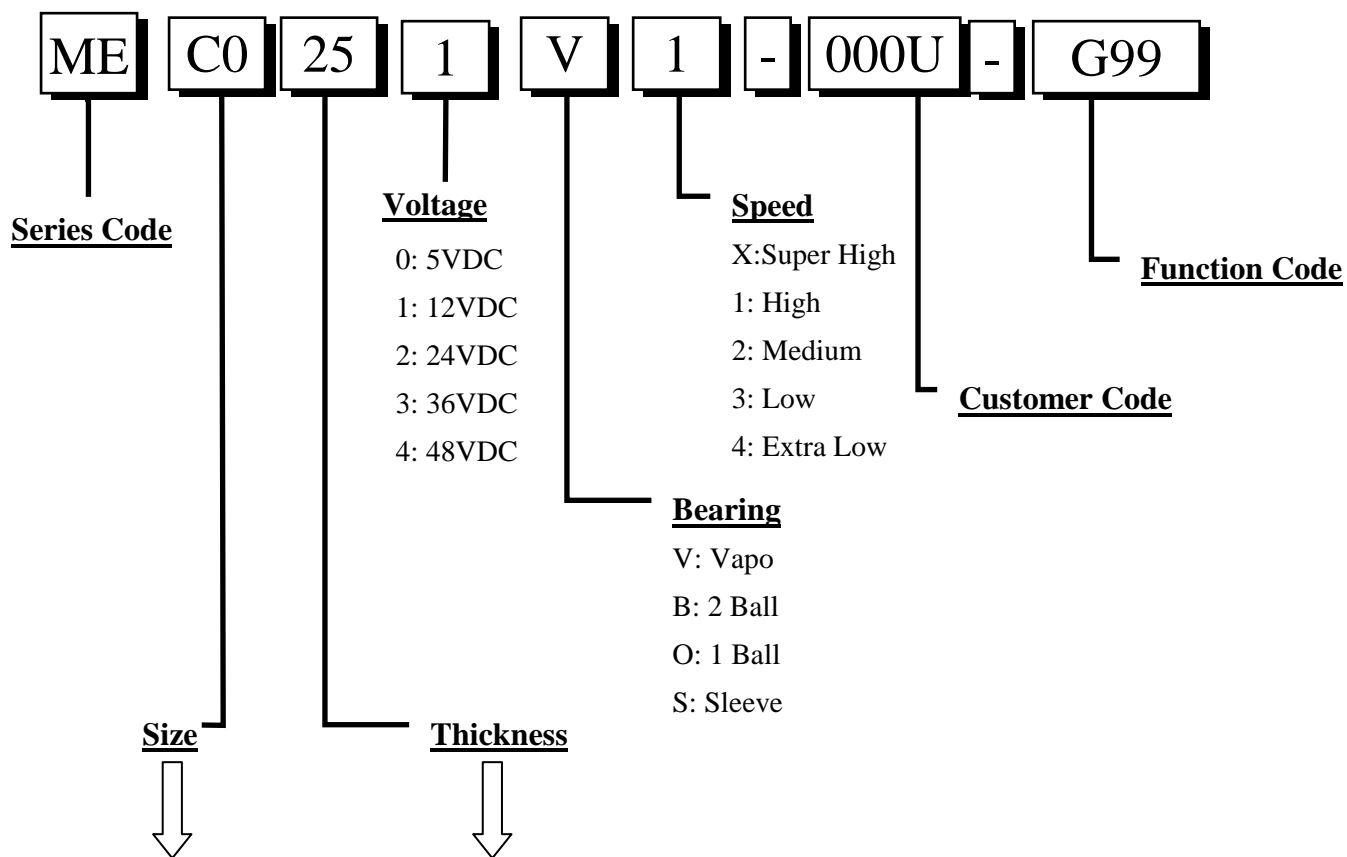 ME C0 25 1 V 1 - 000U - G99
Series Code
Voltage
0: 5VDC
1: 12VDC
2: 24VDC
3: 36VDC
4: 48VDC
Speed
X:Super High
1: High
2: Medium
3: Low
4: Extra Low
Function Code
Customer Code
Bearing
V: Vapo
B: 2 Ball
O: 1 Ball
S: Sleeve
Size
Thickness